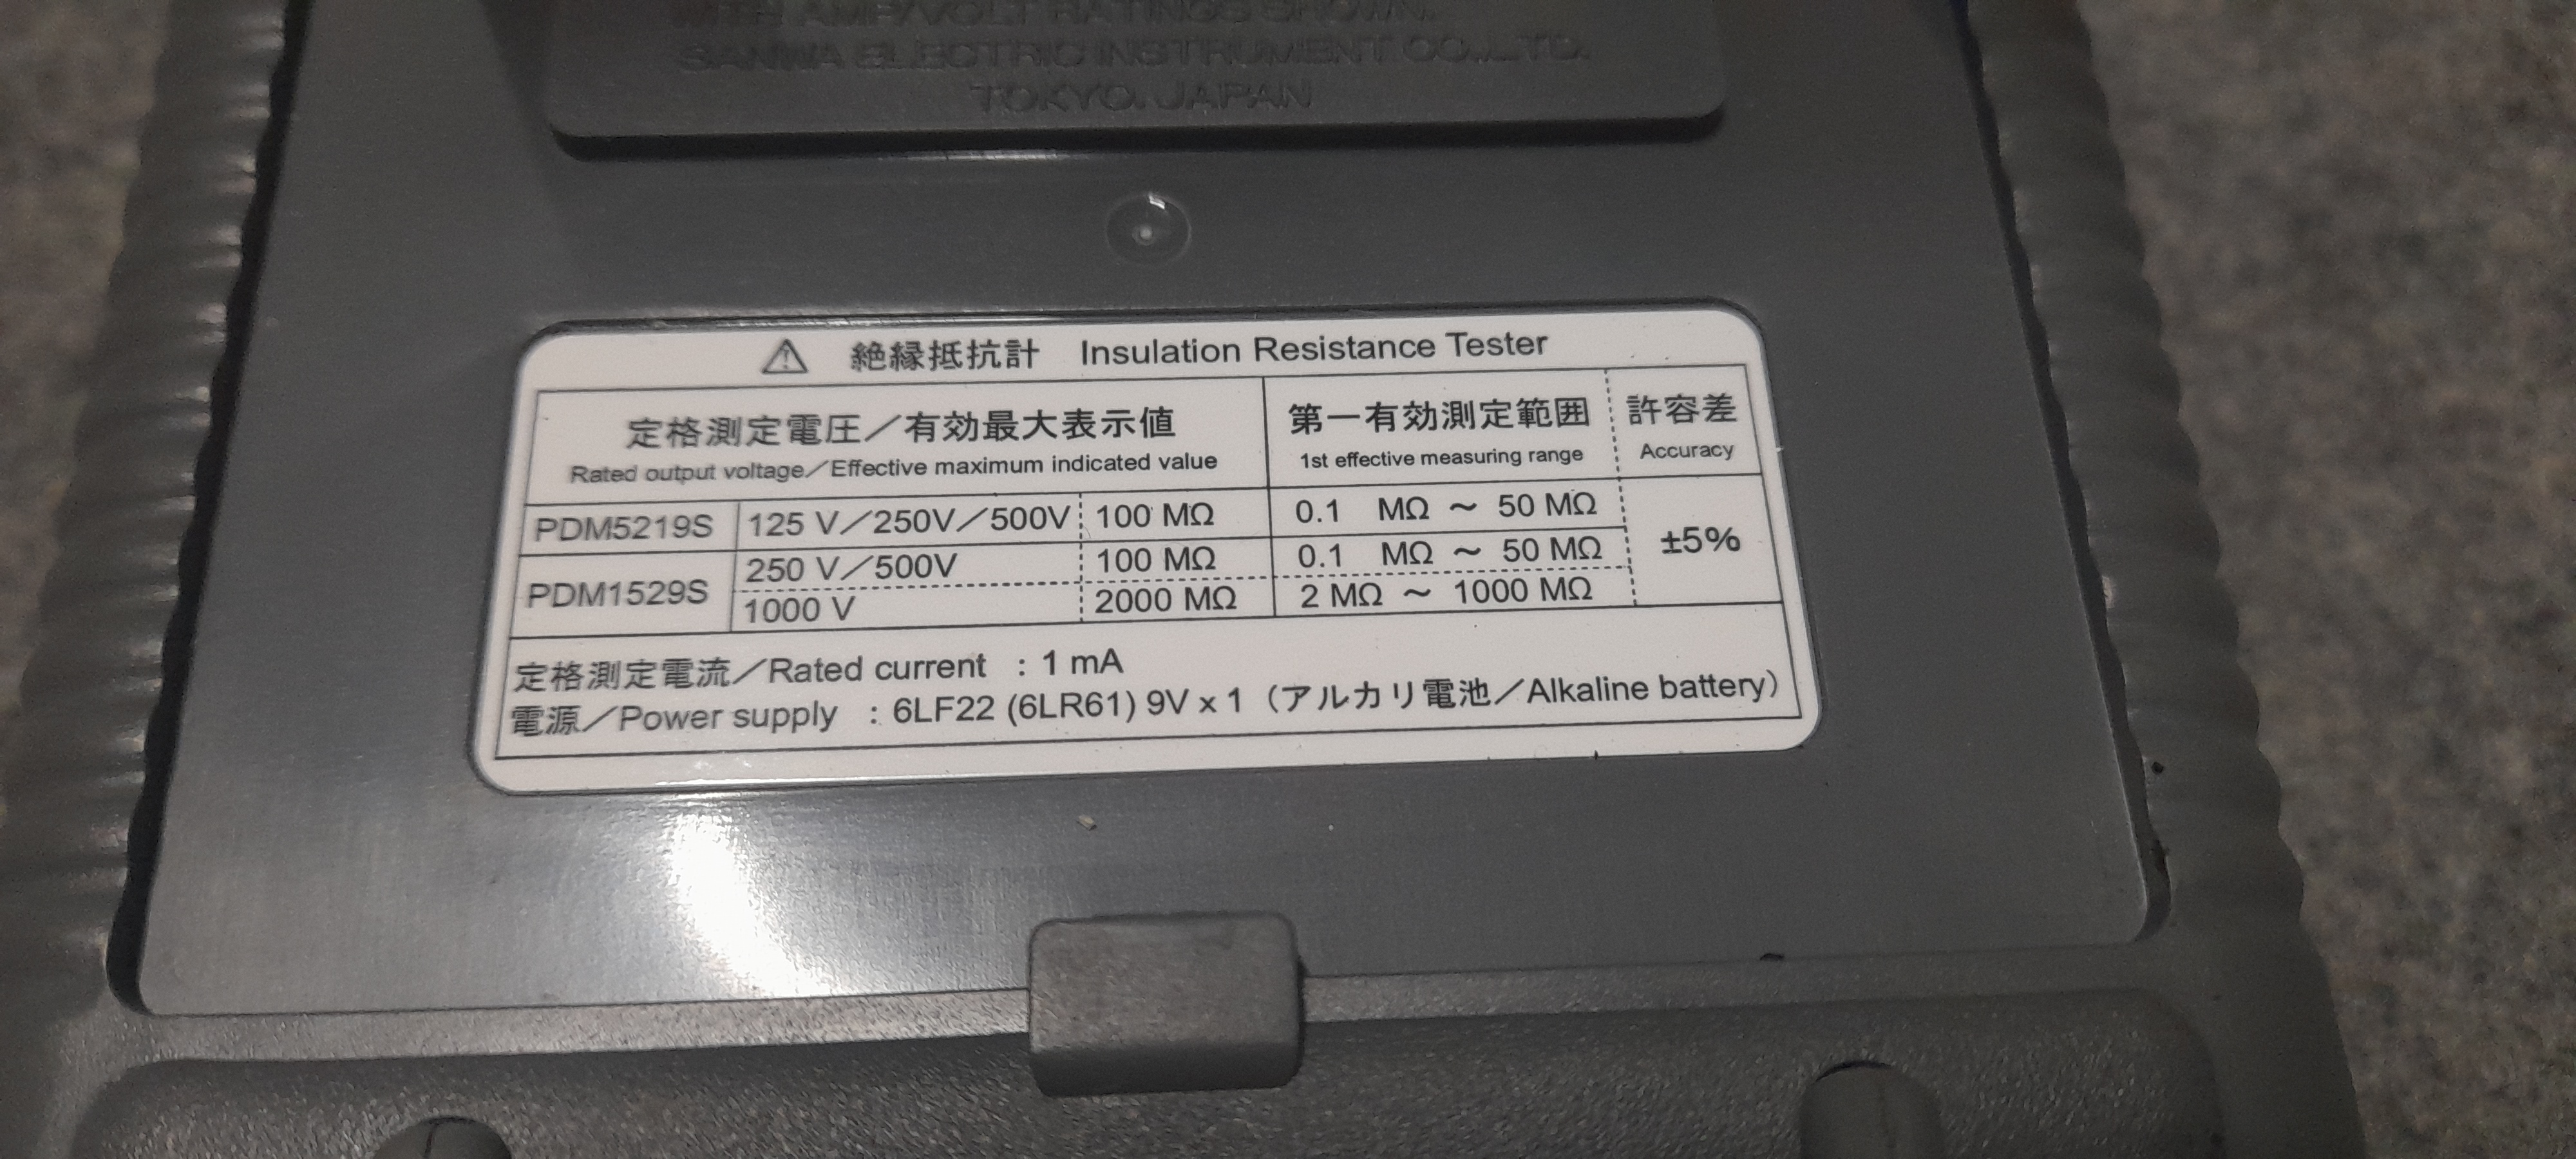 WITH AMP/VOLT RATINGS SHOWN.
SANWA ELECTRIC INSTRUMENT CO.,LTD.
TOKYO. JAPAN
絶縁抵抗計 Insulation Resistance Tester
定格測定電圧／有効最大表示値 第一有効測定範囲 許容差
Rated output voltage／Effective maximum indicated value 1st effective measuring range Accuracy
PDM5219S 125 V／250V／500V 100 MΩ 0.1 MΩ ～ 50 MΩ ±5%
PDM1529S 250 V／500V 100 MΩ 0.1 MΩ ～ 50 MΩ
1000 V 2000 MΩ 2 MΩ ～ 1000 MΩ
定格測定電流／Rated current : 1 mA
電源／Power supply : 6LF22 (6LR61) 9V x 1（アルカリ電池／Alkaline battery）